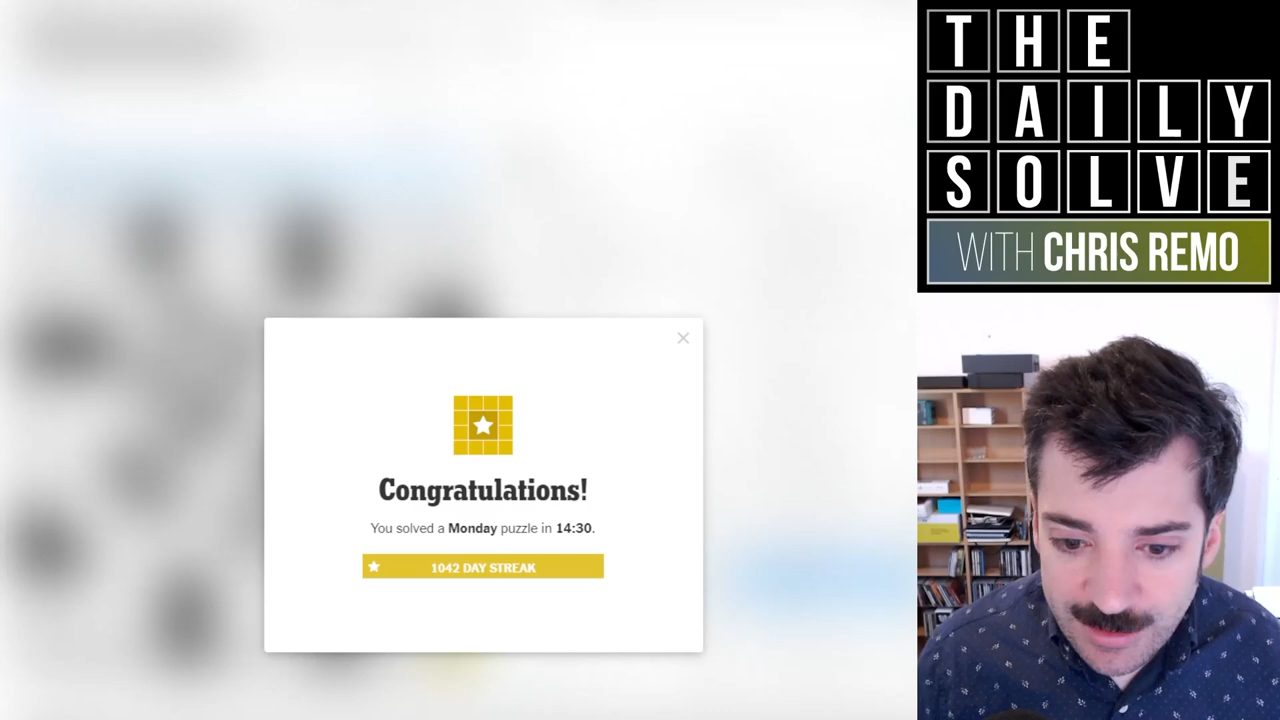 THE
DAILY
SOLVE
WITH CHRIS REMO
Congratulations!
You solved a Monday puzzle in 14:30.
1042 DAY STREAK